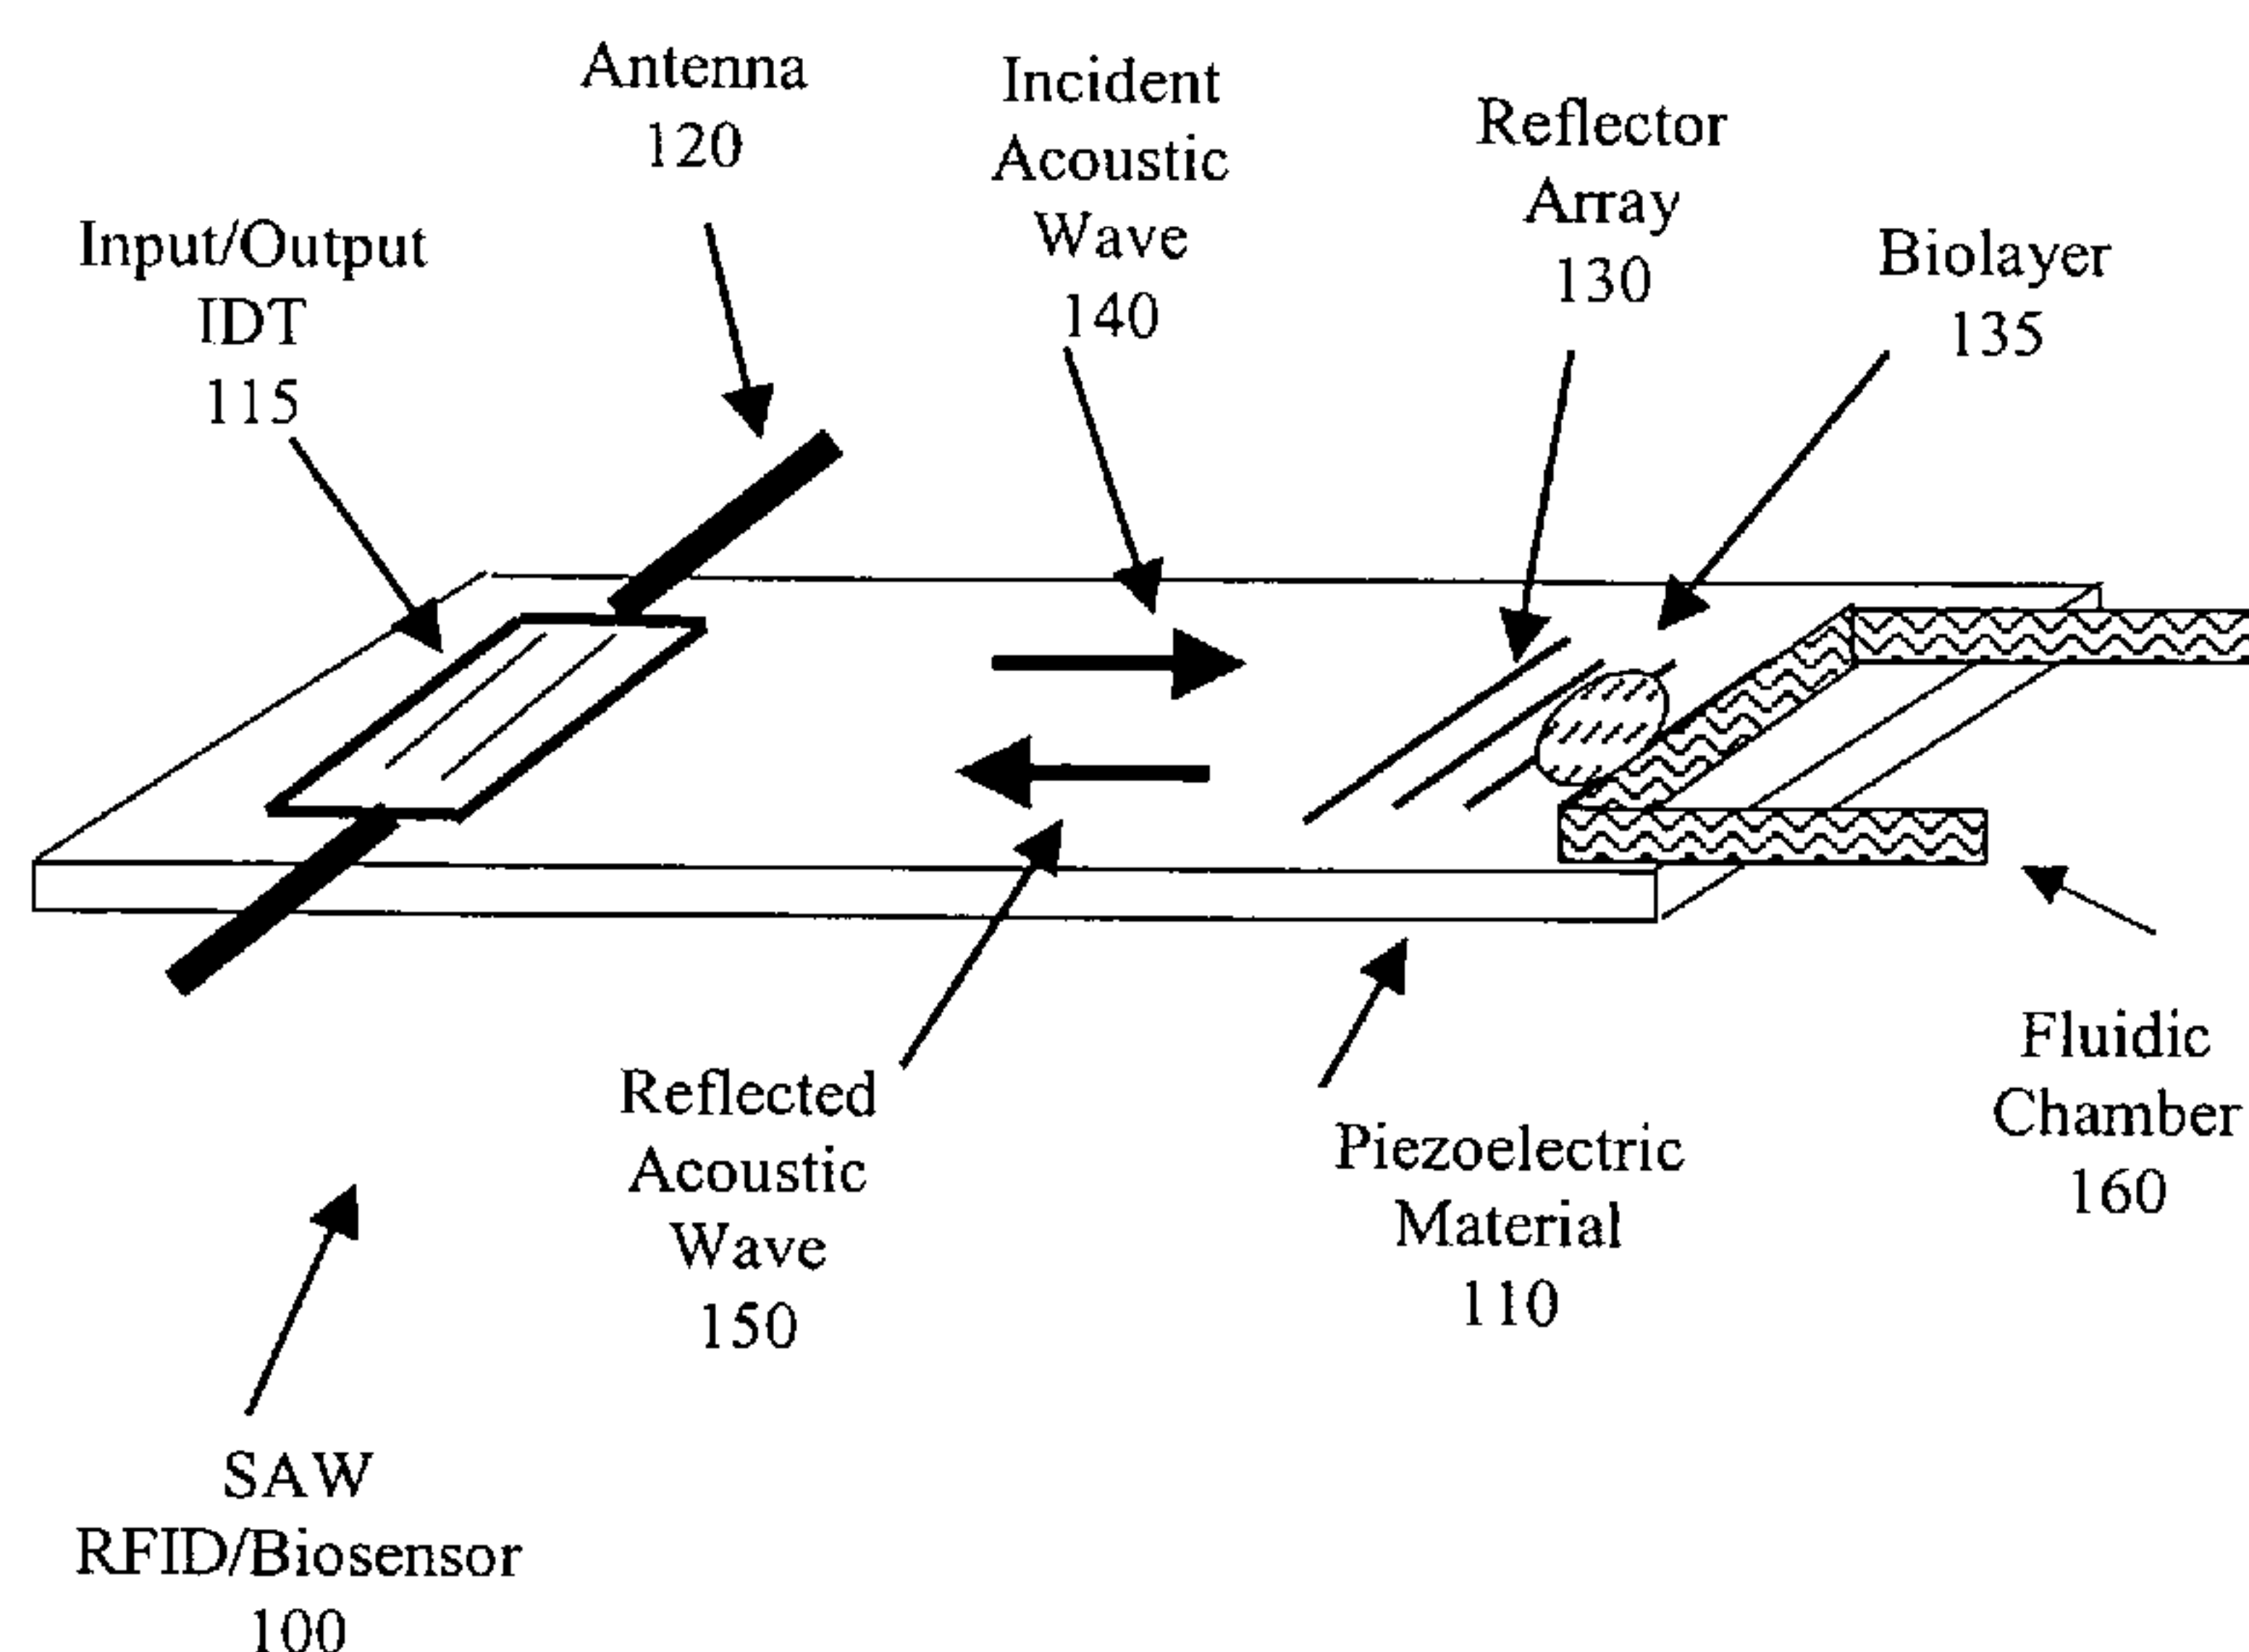 Antenna
120
Incident
Acoustic
Wave
140
Reflector
Array
130
Biolayer
135
Input/Output
IDT
115
Reflected
Acoustic
Wave
150
Piezoelectric
Material
110
Fluidic
Chamber
160
SAW
RFID/Biosensor
100